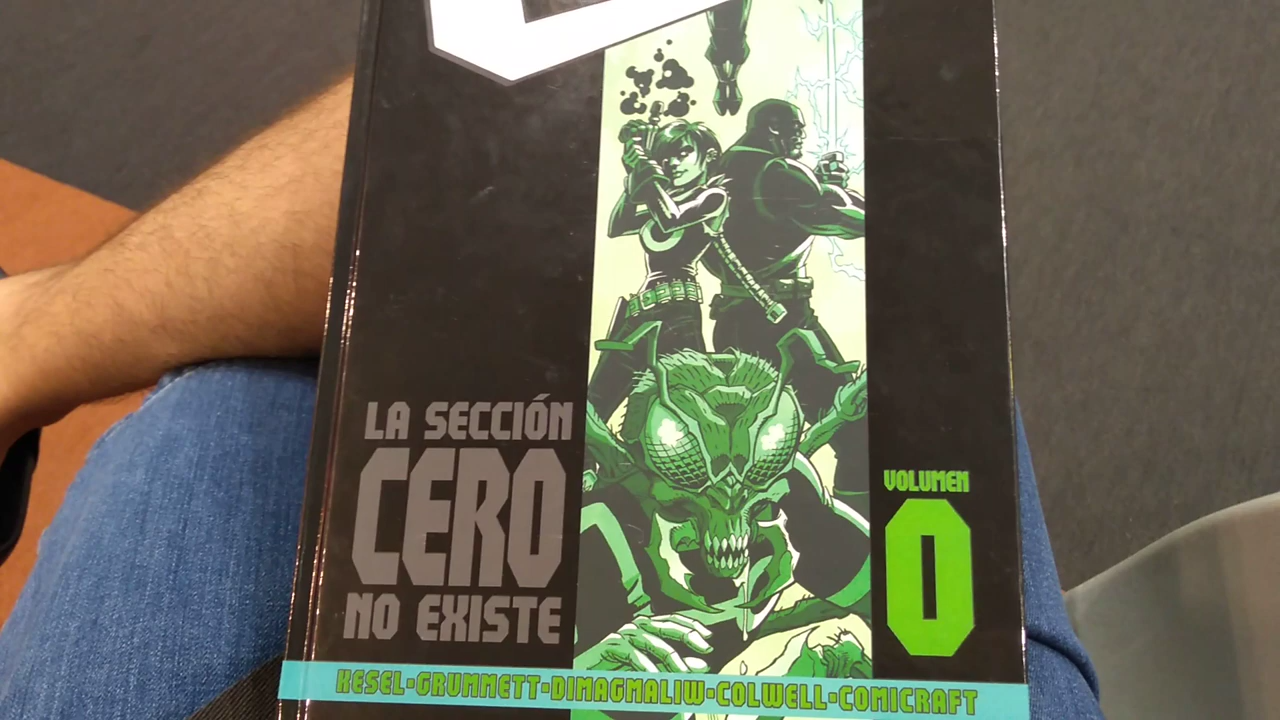 LA SECCIÓN
CERO
NO EXISTE
VOLUMEN
0
KESEL·GRUMMETT·DIMAGMALIW·COLWELL·COMICRAFT